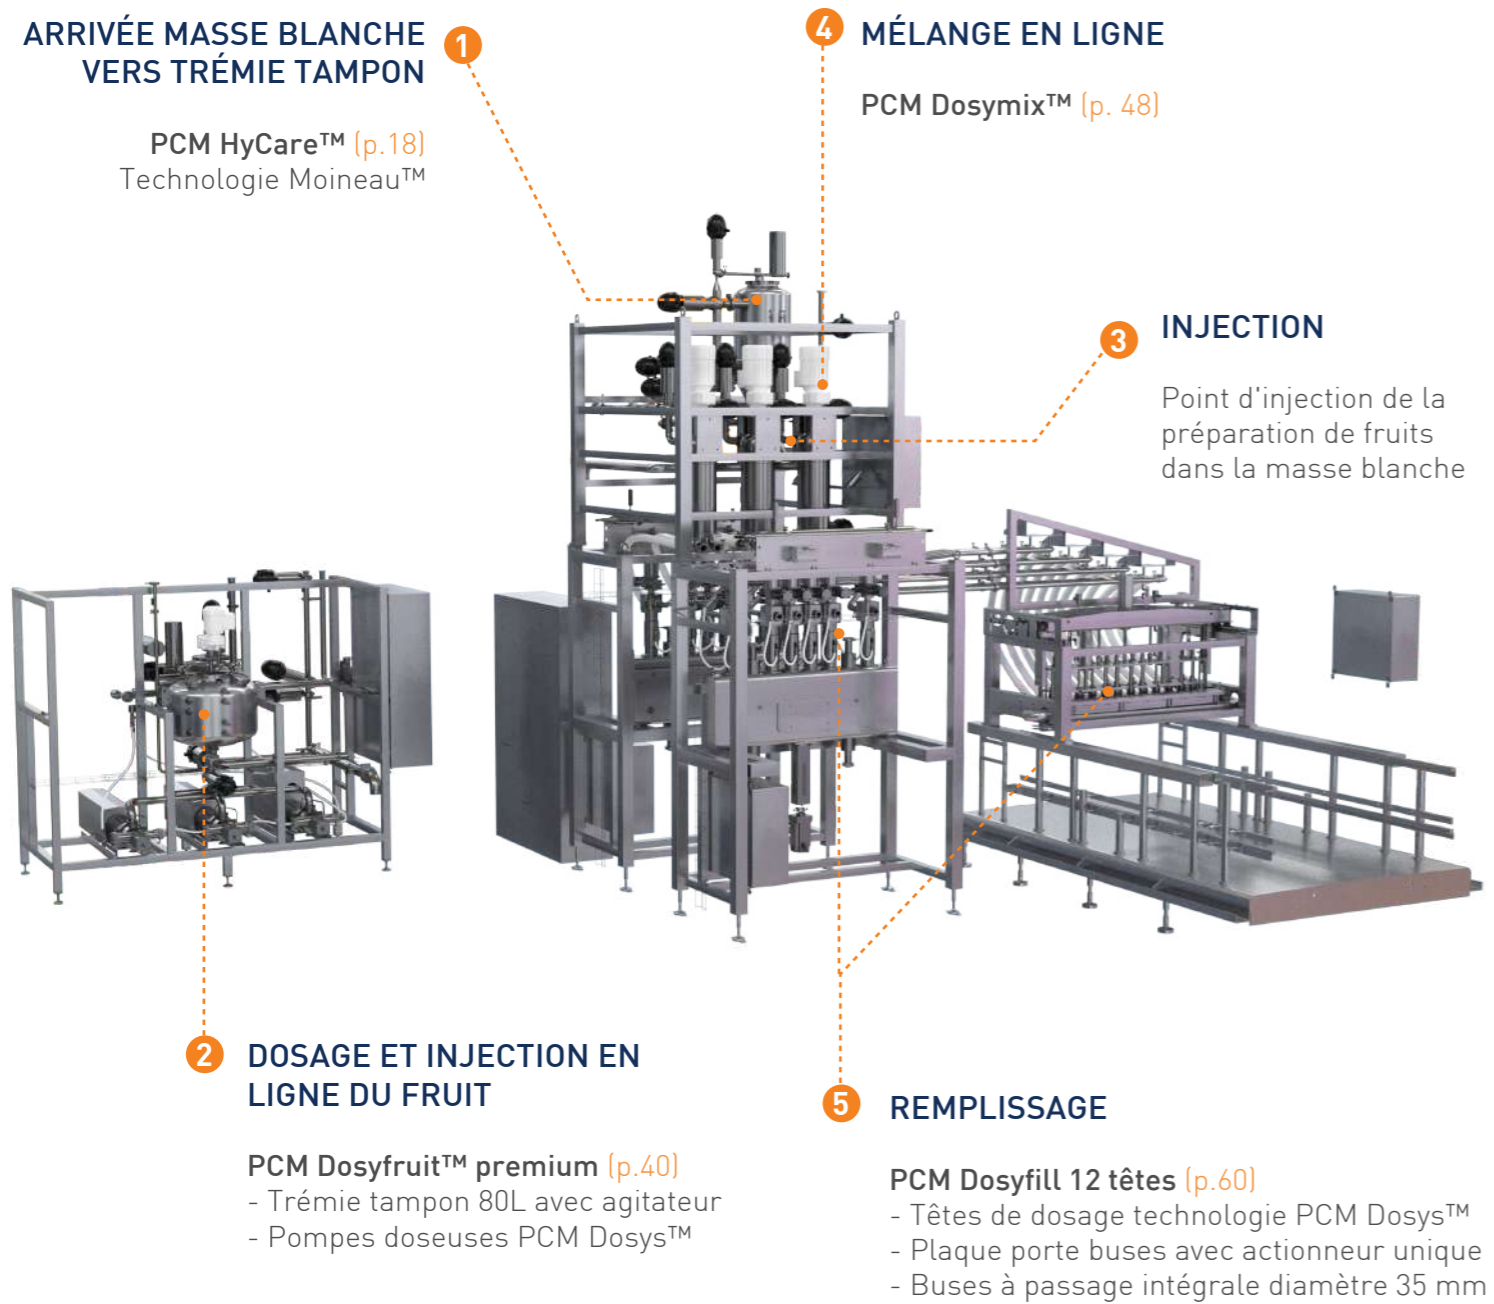 1
ARRIVÉE MASSE BLANCHE
VERS TRÉMIE TAMPON
PCM HyCare™ (p.18)
Technologie Moineau™
4
MÉLANGE EN LIGNE
PCM Dosymix™ (p. 48)
3
INJECTION
Point d'injection de la
préparation de fruits
dans la masse blanche
2
DOSAGE ET INJECTION EN
LIGNE DU FRUIT
PCM Dosyfruit™ premium (p.40)
- Trémie tampon 80L avec agitateur
- Pompes doseuses PCM Dosys™
5
REMPLISSAGE
PCM Dosyfill 12 têtes (p.60)
- Têtes de dosage technologie PCM Dosys™
- Plaque porte buses avec actionneur unique
- Buses à passage intégrale diamètre 35 mm